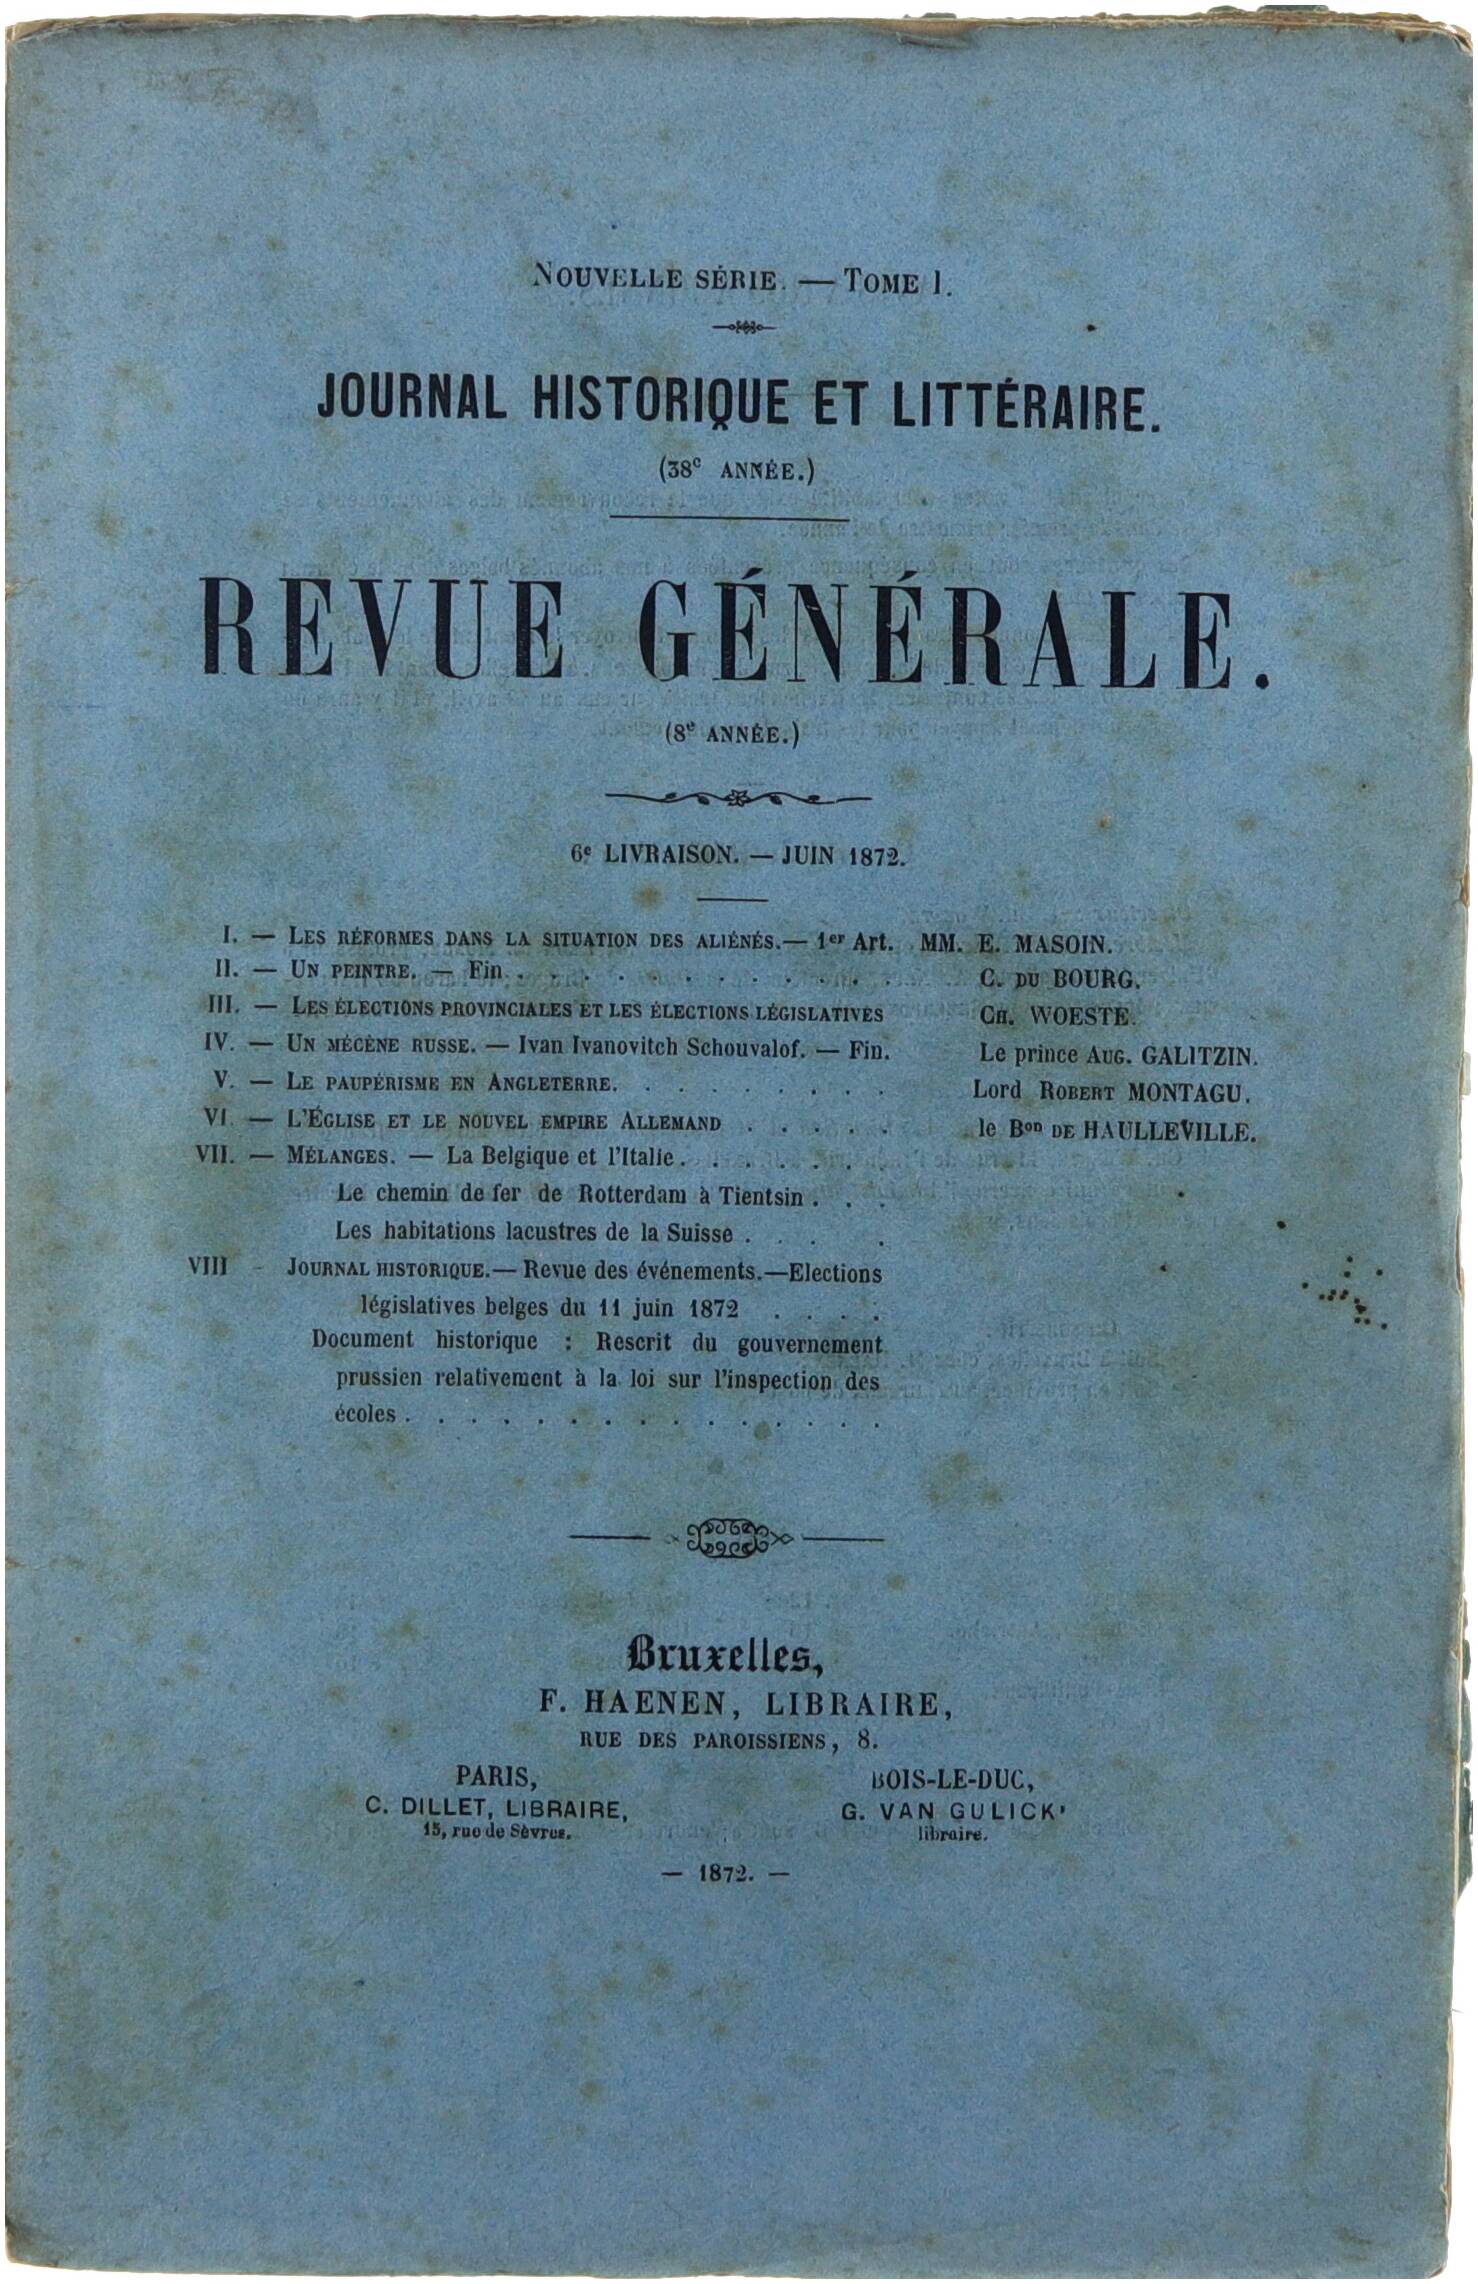 NOUVELLE SÉRIE. — TOME I.
JOURNAL HISTORIQUE ET LITTÉRAIRE.
(38e ANNÉE.)
REVUE GÉNÉRALE.
(8e ANNÉE.)
6e LIVRAISON. — JUIN 1872.
I. — LES RÉFORMES DANS LA SITUATION DES ALIÉNÉS. — 1er Art. MM. E. MASOIN.
II. — UN PEINTRE. — Fin. . . . . . . . . . . . . C. DU BOURG.
III. — LES ÉLECTIONS PROVINCIALES ET LES ÉLECTIONS LÉGISLATIVES CH. WOESTE.
IV. — UN MÉCÈNE RUSSE. — Ivan Ivanovitch Schouvalof. — Fin. Le prince AUG. GALITZIN.
V. — LE PAUPÉRISME EN ANGLETERRE. . . . . . . . . Lord ROBERT MONTAGU.
VI. — L'ÉGLISE ET LE NOUVEL EMPIRE ALLEMAND . . . . . le Bon DE HAULLEVILLE.
VII. — MÉLANGES. — La Belgique et l'Italie. . . . . . . .
Le chemin de fer de Rotterdam à Tientsin . . .
Les habitations lacustres de la Suisse . . . .
VIII - JOURNAL HISTORIQUE. — Revue des événements. — Elections
législatives belges du 11 juin 1872 . . . .
Document historique : Rescrit du gouvernement
prussien relativement à la loi sur l'inspection des
écoles . . . . . . . . . . . . . . .
Bruxelles,
F. HAENEN, LIBRAIRE,
RUE DES PAROISSIENS, 8.
PARIS, BOIS-LE-DUC,
C. DILLET, LIBRAIRE, G. VAN GULICK'
15, rue de Sèvres. libraire.
— 1872. —